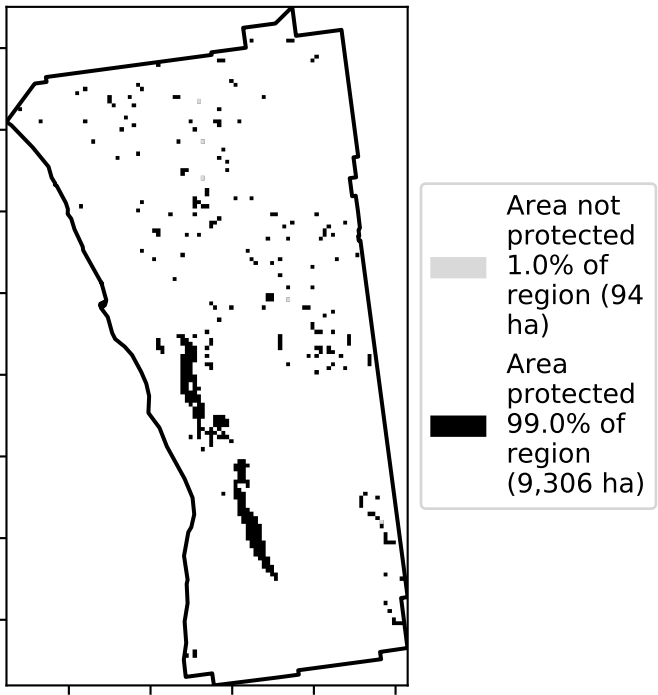 Area not
protected
1.0% of
region (94
ha)
Area
protected
99.0% of
region
(9,306 ha)